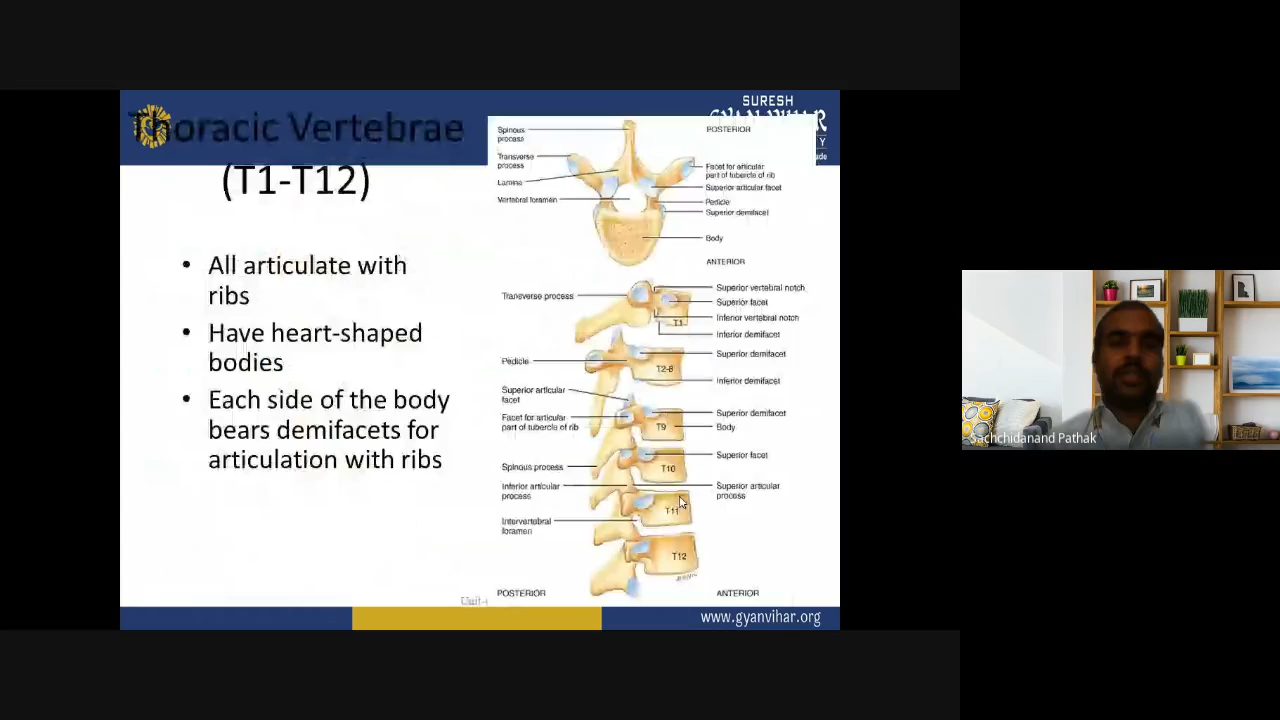 SURESH
GYAN VIHAR
Thoracic Vertebrae
(T1-T12)
• All articulate with
ribs
• Have heart-shaped
bodies
• Each side of the body
bears demifacets for
articulation with ribs
Spinous
process
Transverse
process
Lamina
Vertebral foramen
POSTERIOR
Facet for articular
part of tubercle of rib
Superior articular facet
Pedicle
Superior demifacet
Body
ANTERIOR
Transverse process
Superior vertebral notch
Superior facet
Inferior vertebral notch
T1
Inferior demifacet
Pedicle
Superior demifacet
T2-8
Inferior demifacet
Superior articular
facet
Facet for articular
part of tubercle of rib
Superior demifacet
T9
Body
Spinous process
Superior facet
T10
Inferior articular
process
Superior articular
process
T11
Intervertebral
foramen
T12
POSTERIOR
ANTERIOR
www.gyanvihar.org
Sachchidanand Pathak